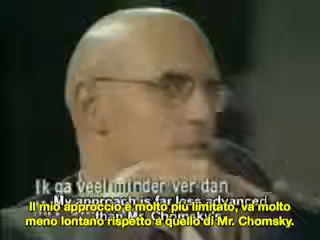 Ik ga veel minder ver dan
My approach is far less advanced
than Mr. Chomsky's.
Il mio approccio è molto più limitato, va molto
meno lontano rispetto a quello di Mr. Chomsky.